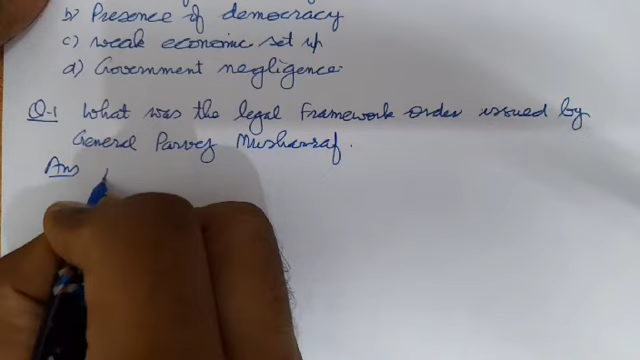 b) Presence of democracy
c) weak economic set up
d) Government negligence.
Q-1 What was the legal Framework order issued by
General Parvez Musharraf.
Ans